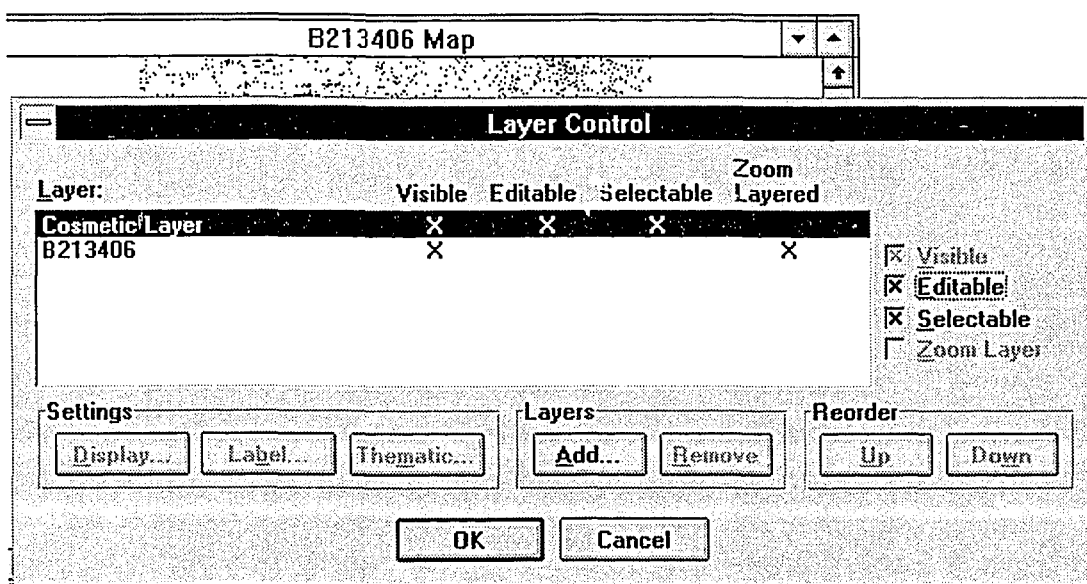 B213406 Map
Layer Control
Layer: Visible Editable Selectable Zoom Layered
Cosmetic Layer X X X
B213406 X X
X Visible
X Editable
X Selectable
Zoom Layer
Settings Layers Reorder
Display... Label... Thematic... Add... Remove Up Down
OK Cancel